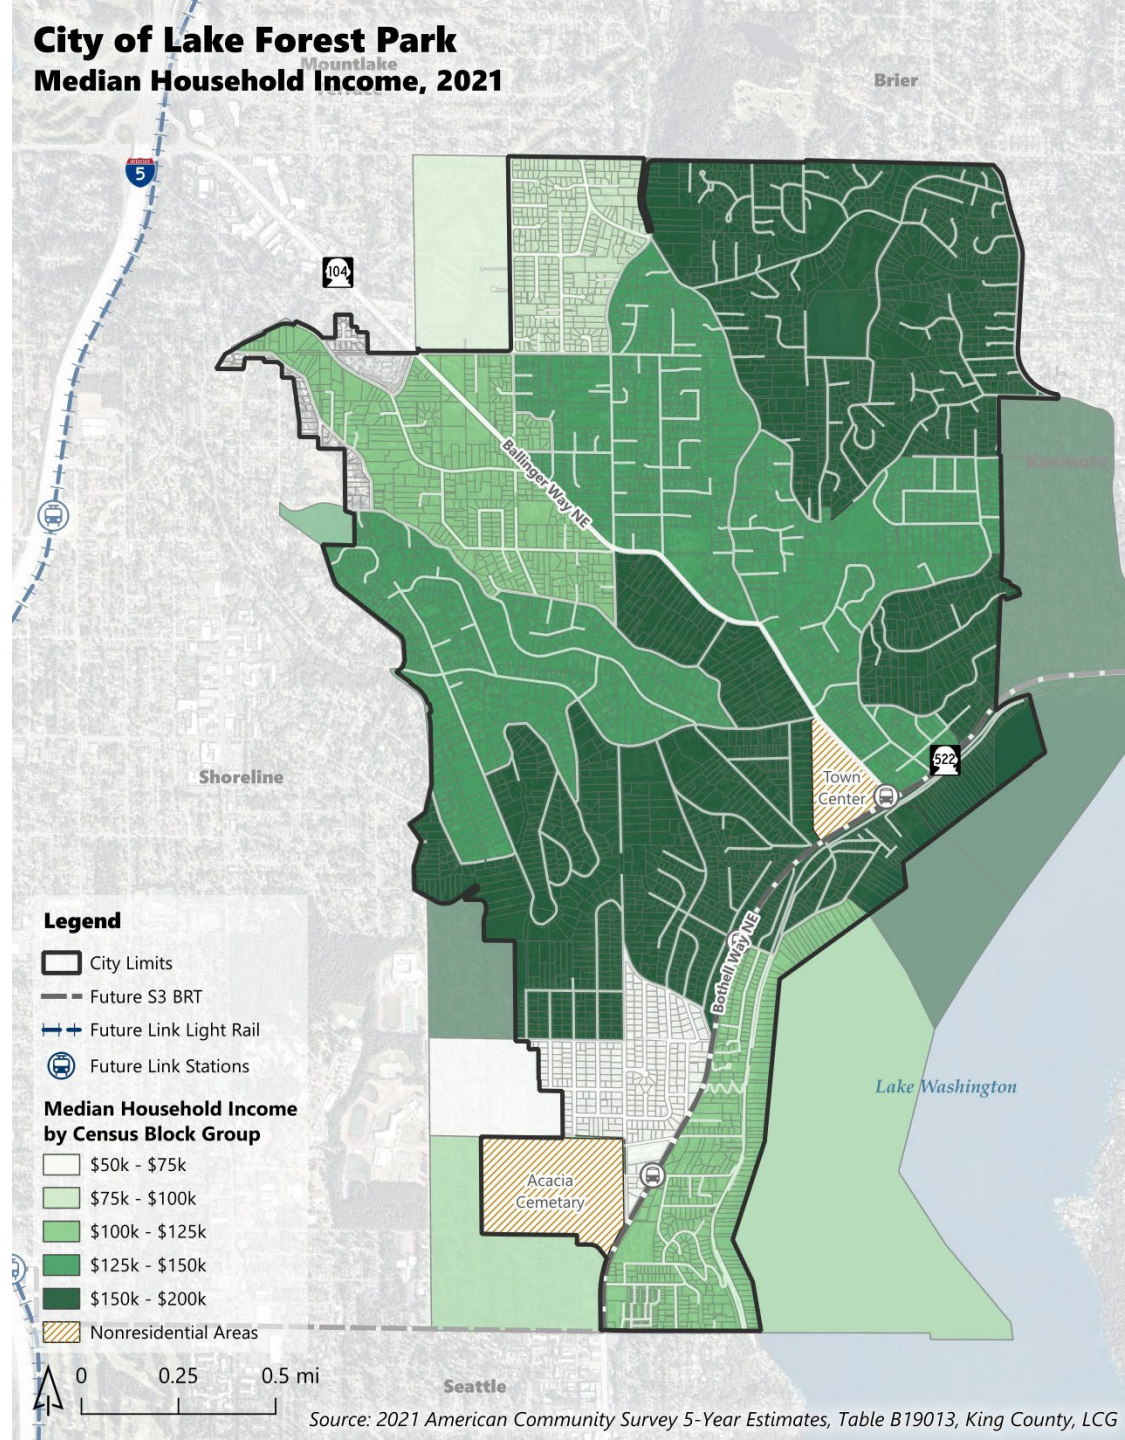 City of Lake Forest Park
Mountlake
Terrace
Median Household Income, 2021
Brier
INTERSTATE
5
104
Kenmore
Ballinger Way NE
522
Shoreline
Town
Center
Bothell Way NE
Lake Washington
Acacia
Cemetary
Legend
City Limits
Future S3 BRT
Future Link Light Rail
Future Link Stations
Median Household Income
by Census Block Group
$50k - $75k
$75k - $100k
$100k - $125k
$125k - $150k
$150k - $200k
Nonresidential Areas
0 0.25 0.5 mi
Seattle
Source: 2021 American Community Survey 5-Year Estimates, Table B19013, King County, LCG